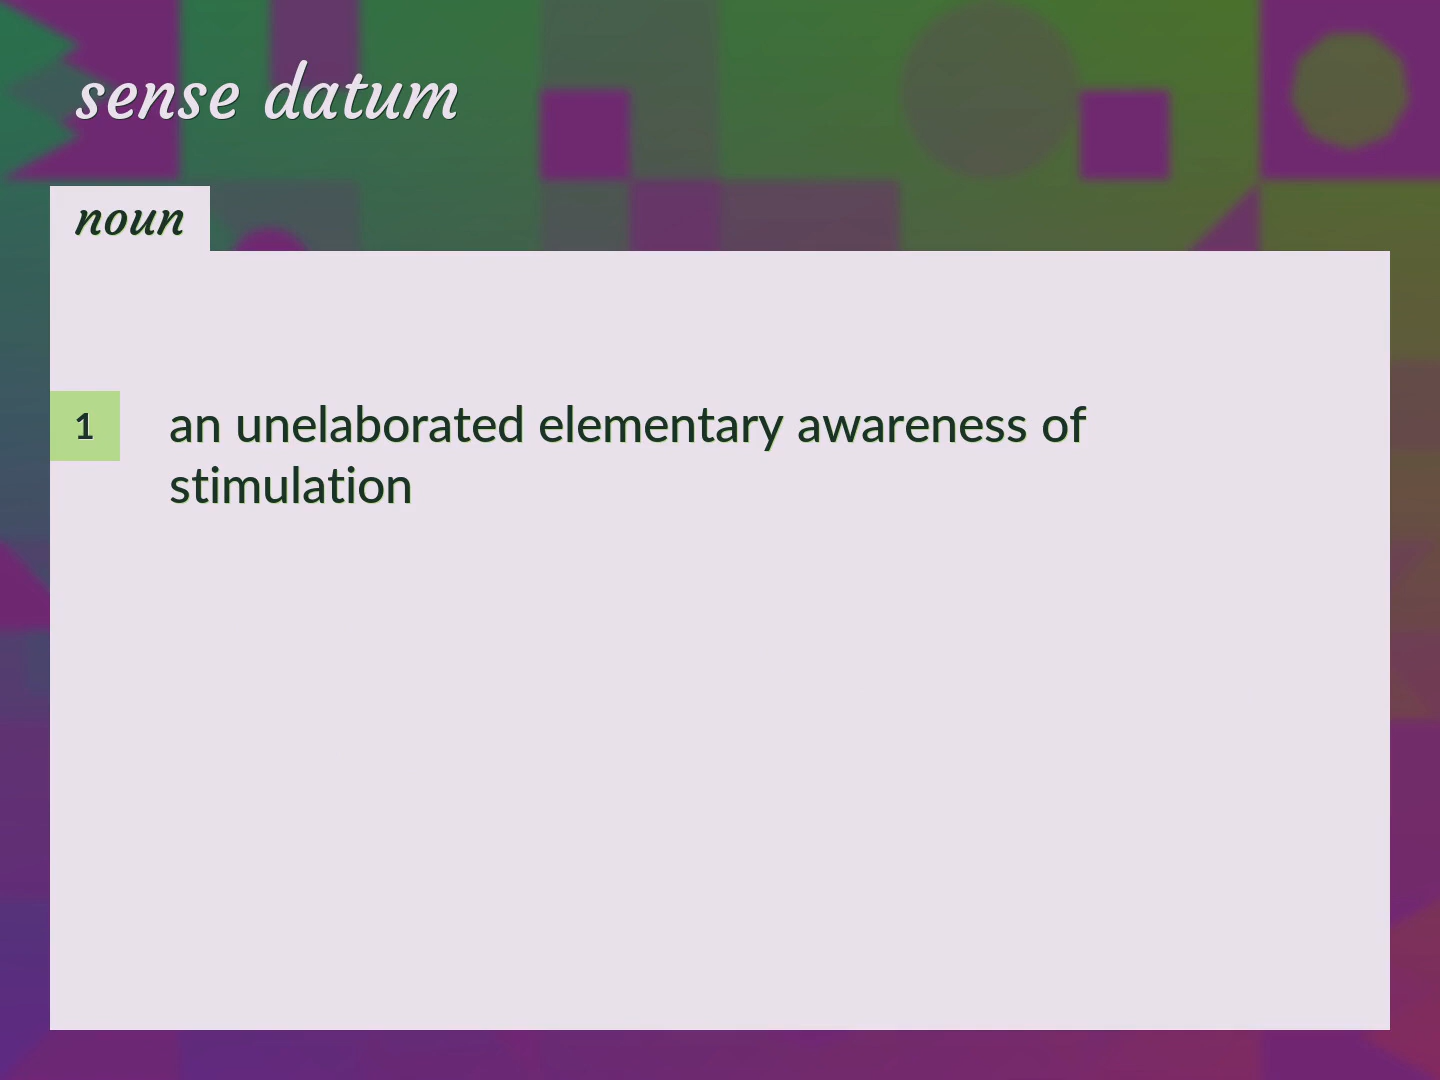 sense datum
noun
1
an unelaborated elementary awareness of
stimulation